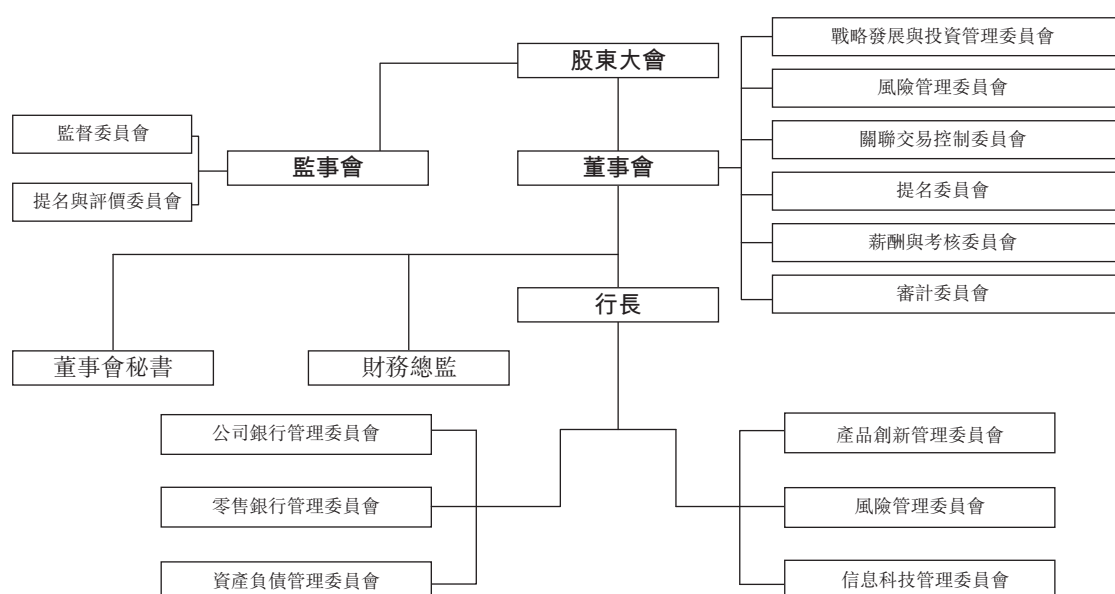 股東大會
戰略發展與投資管理委員會
風險管理委員會
關聯交易控制委員會
提名委員會
薪酬與考核委員會
審計委員會
監督委員會
提名與評價委員會
監事會
董事會
行長
董事會秘書
財務總監
公司銀行管理委員會
零售銀行管理委員會
資產負債管理委員會
產品創新管理委員會
風險管理委員會
信息科技管理委員會